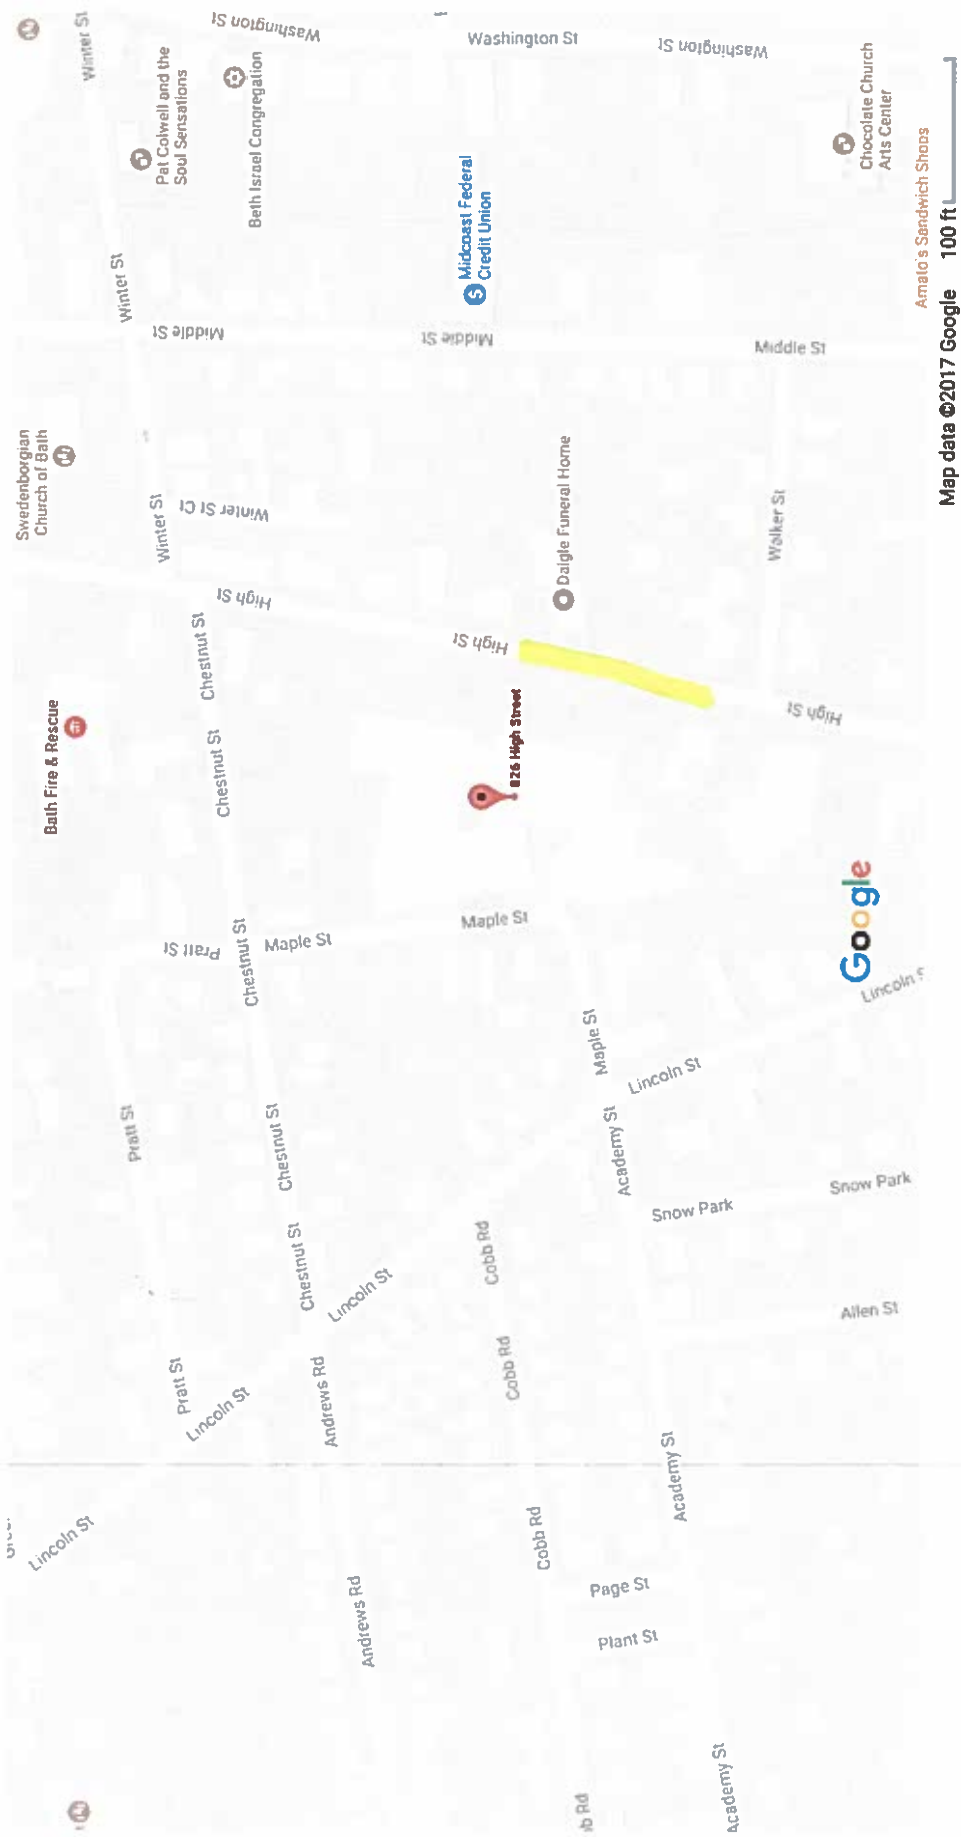 Winter St
Washington St
Washington St
Washington St
Pat Colwell and the
Soul Sensations
Beth Israel Congregation
Midcoast Federal
Credit Union
Chocolate Church
Arts Center
Amato's Sandwich Shops
100 ft
Map data ©2017 Google
Winter St
Middle St
Middle St
Middle St
Swedenborgian
Church of Bath
Winter St
Winter St Ct
Daigle Funeral Home
Walker St
High St
High St
High St
Chestnut St
Chestnut St
Bath Fire & Rescue
826 High Street
Google
Pratt St
Chestnut St
Maple St
Maple St
Maple St
Lincoln S
Lincoln St
Pratt St
Chestnut St
Academy St
Snow Park
Snow Park
Chestnut St
Lincoln St
Cobb Rd
Allen St
Pratt St
Lincoln St
Andrews Rd
Cobb Rd
Academy St
Lincoln St
Andrews Rd
Cobb Rd
Page St
Plant St
bb Rd
Academy St